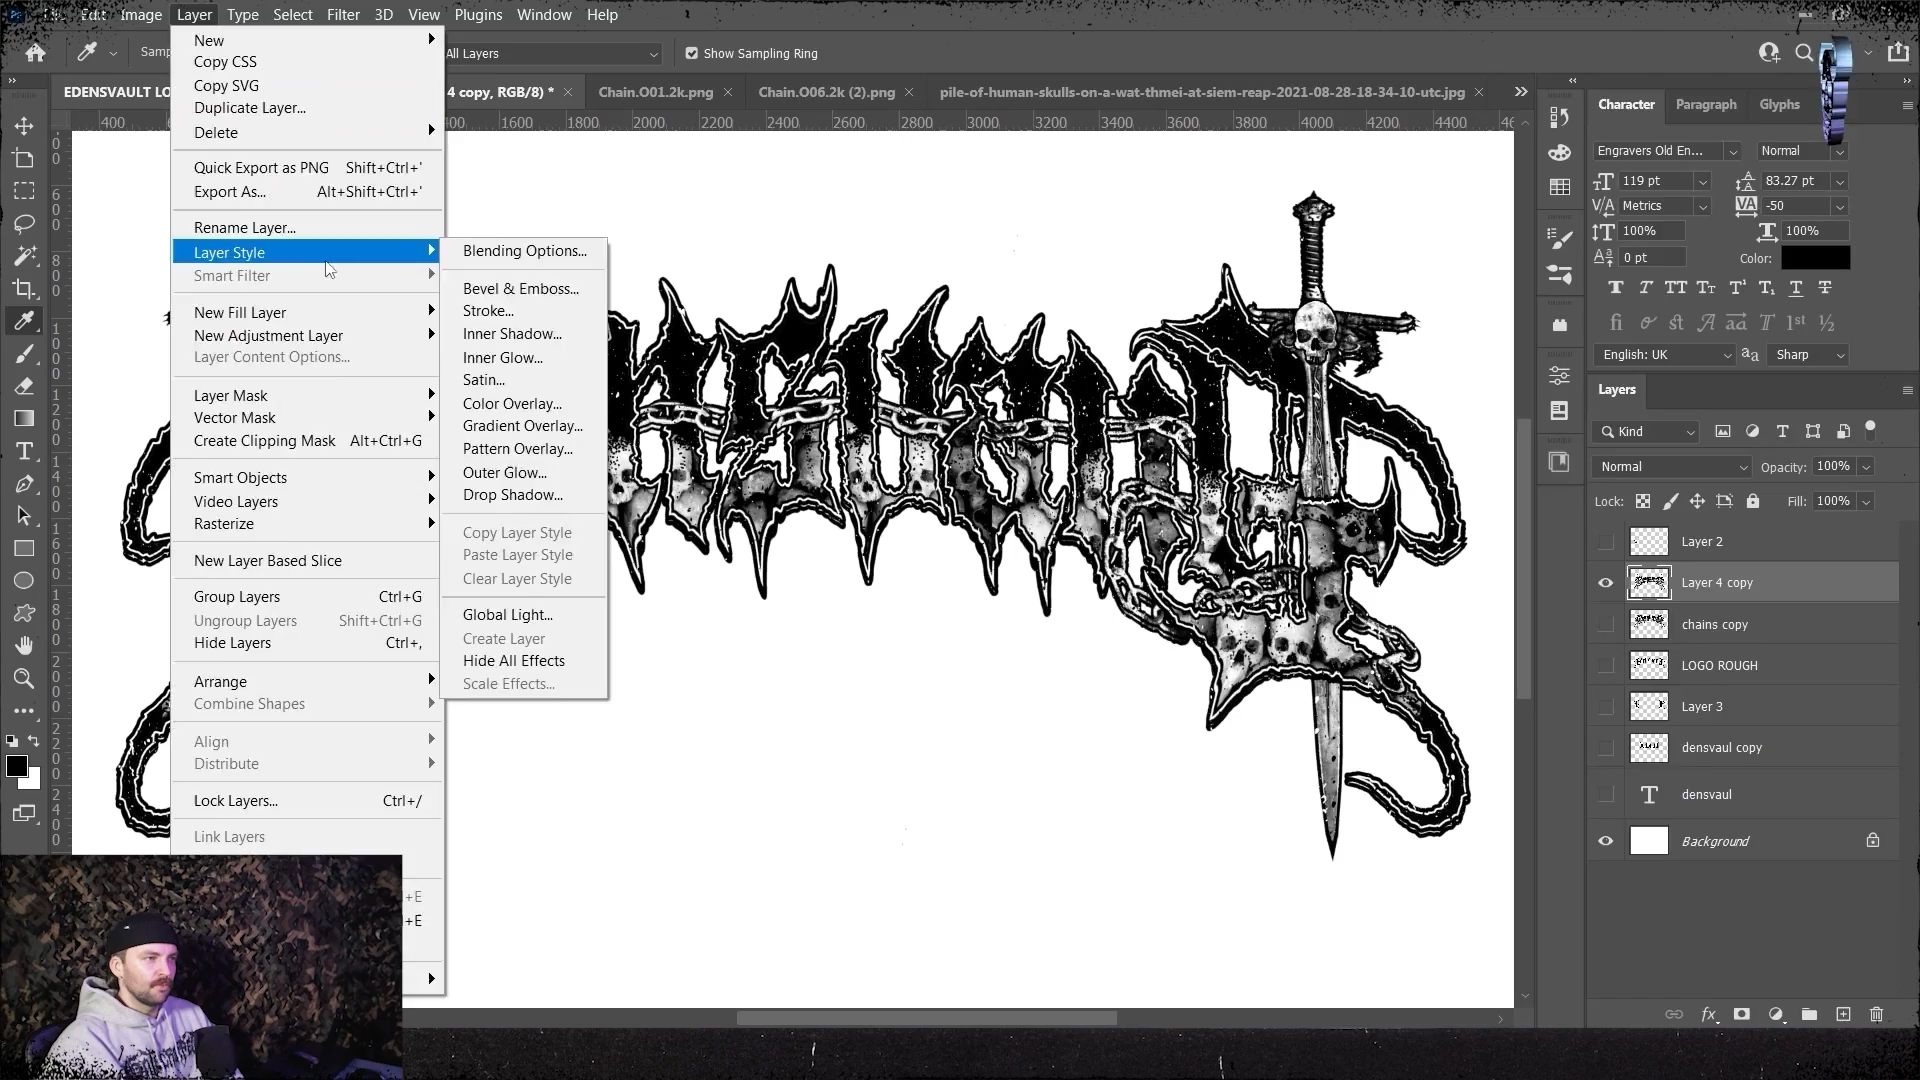 Edit Image Layer Type Select Filter 3D View Plugins Window Help
All Layers Show Sampling Ring
EDENSVAULT LO 4 copy, RGB/8) * Chain.O01.2k.png Chain.O06.2k (2).png pile-of-human-skulls-on-a-wat-thmei-at-siem-reap-2021-08-28-18-34-10-utc.jpg
400 1600 1800 2000 2200 2400 2600 2800 3000 3200 3400 3600 3800 4000 4200 4400
New
Copy CSS
Copy SVG
Duplicate Layer...
Delete
Quick Export as PNG Shift+Ctrl+'
Export As... Alt+Shift+Ctrl+'
Rename Layer...
Layer Style
Smart Filter
New Fill Layer
New Adjustment Layer
Layer Content Options...
Layer Mask
Vector Mask
Create Clipping Mask Alt+Ctrl+G
Smart Objects
Video Layers
Rasterize
New Layer Based Slice
Group Layers Ctrl+G
Ungroup Layers Shift+Ctrl+G
Hide Layers Ctrl+,
Arrange
Combine Shapes
Align
Distribute
Lock Layers... Ctrl+/
Link Layers
+E
+E
Blending Options...
Bevel & Emboss...
Stroke...
Inner Shadow...
Inner Glow...
Satin...
Color Overlay...
Gradient Overlay...
Pattern Overlay...
Outer Glow...
Drop Shadow...
Copy Layer Style
Paste Layer Style
Clear Layer Style
Global Light...
Create Layer
Hide All Effects
Scale Effects...
Character Paragraph Glyphs
Engravers Old En... Normal
119 pt 83.27 pt
Metrics -50
100% 100%
0 pt Color:
English: UK Sharp
Layers
Kind
Normal Opacity: 100%
Lock: Fill: 100%
Layer 2
Layer 4 copy
chains copy
LOGO ROUGH
Layer 3
densvaul copy
densvaul
Background